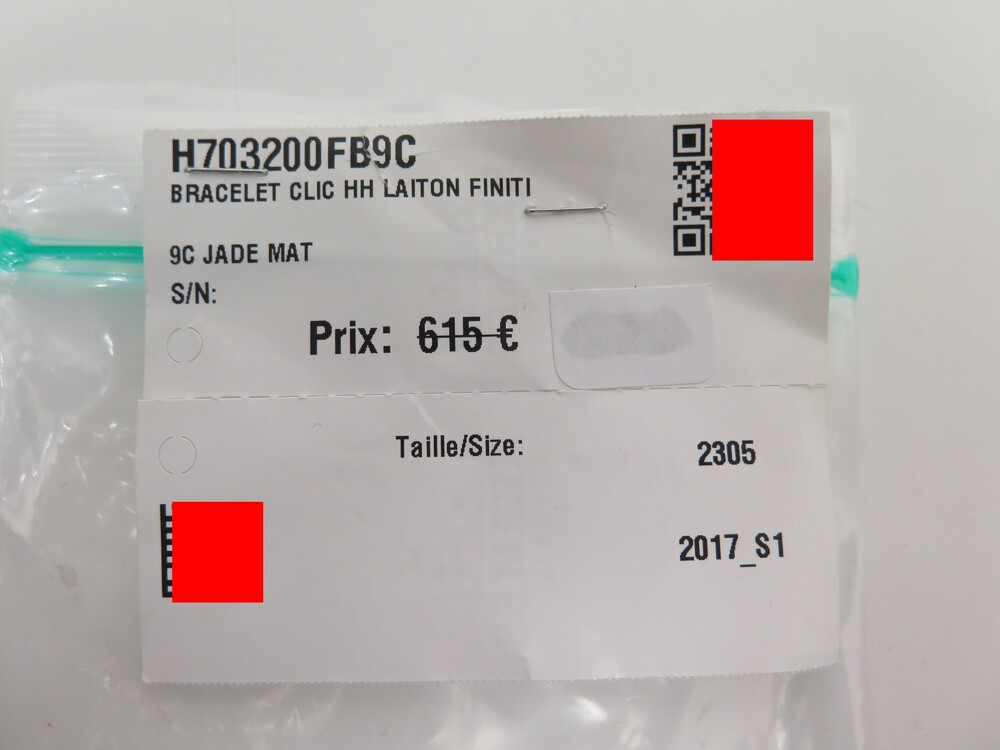 H703200FB9C
BRACELET CLIC HH LAITON FINITI
9C JADE MAT
S/N:
Prix: 615 €
Taille/Size: 2305
2017_S1